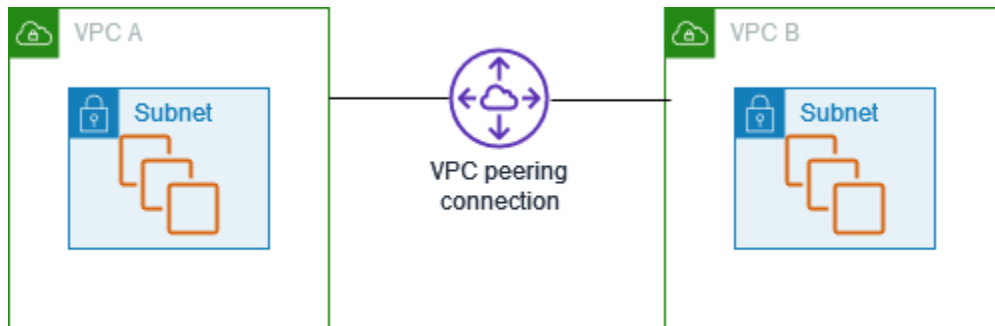 VPC A
VPC B
Subnet
Subnet
VPC peering
connection